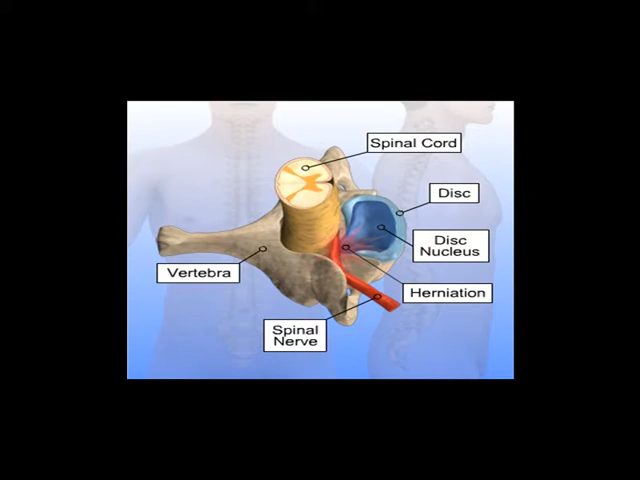 Spinal Cord
Disc
Disc
Nucleus
Vertebra
Herniation
Spinal
Nerve